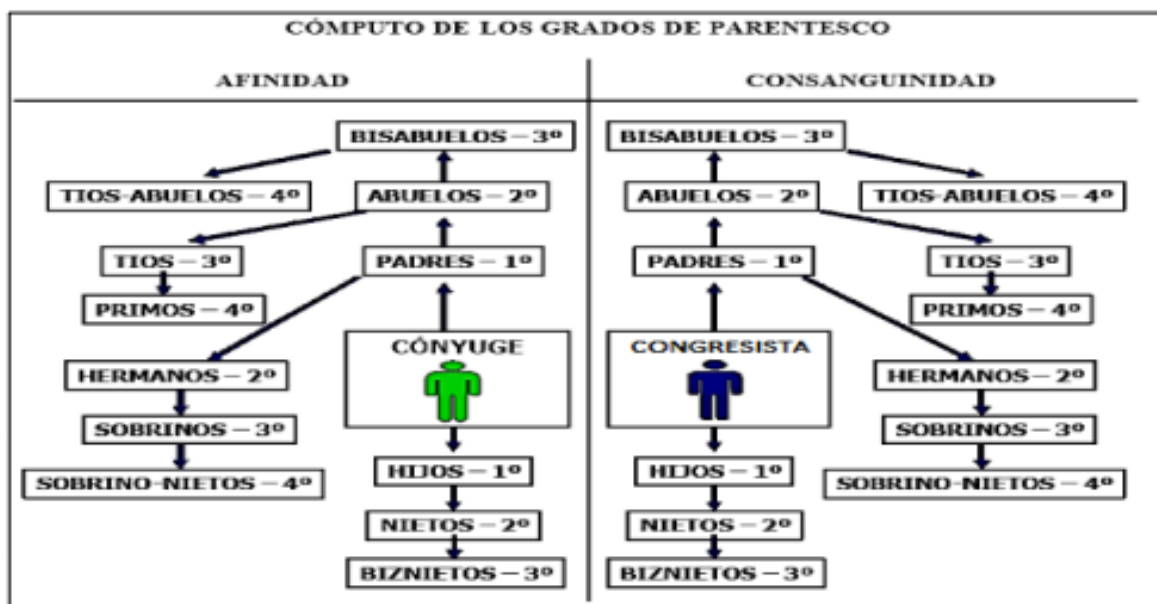 CÓMPUTO DE LOS GRADOS DE PARENTESCO
AFINIDAD
BISABUELOS – 3º
TIOS-ABUELOS – 4º
ABUELOS – 2º
TIOS – 3º
PADRES – 1º
PRIMOS – 4º
CÓNYUGE
HERMANOS – 2º
SOBRINOS – 3º
HIJOS – 1º
SOBRINO-NIETOS – 4º
NIETOS – 2º
BIZNIETOS – 3º
CONSANGUINIDAD
BISABUELOS – 3º
ABUELOS – 2º
TIOS-ABUELOS – 4º
PADRES – 1º
TIOS – 3º
PRIMOS – 4º
CONGRESISTA
HERMANOS – 2º
SOBRINOS – 3º
HIJOS – 1º
SOBRINO-NIETOS – 4º
NIETOS – 2º
BIZNIETOS – 3º